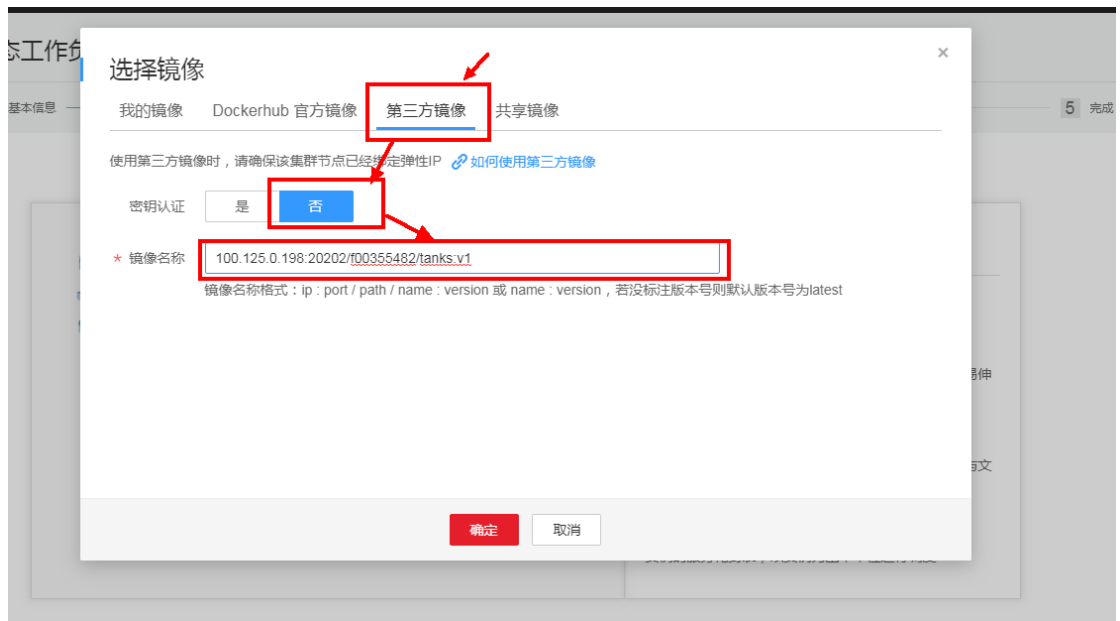 态工作负
选择镜像
×
我的镜像 Dockerhub 官方镜像 第三方镜像 共享镜像
基本信息
5 完成
使用第三方镜像时，请确保该集群节点已经绑定弹性IP 如何使用第三方镜像
密钥认证 是 否
* 镜像名称 100.125.0.198:20202/f00355482/tanks:v1
镜像名称格式：ip : port / path / name : version 或 name : version，若没标注版本号则默认版本号为latest
易伸
与文
确定 取消